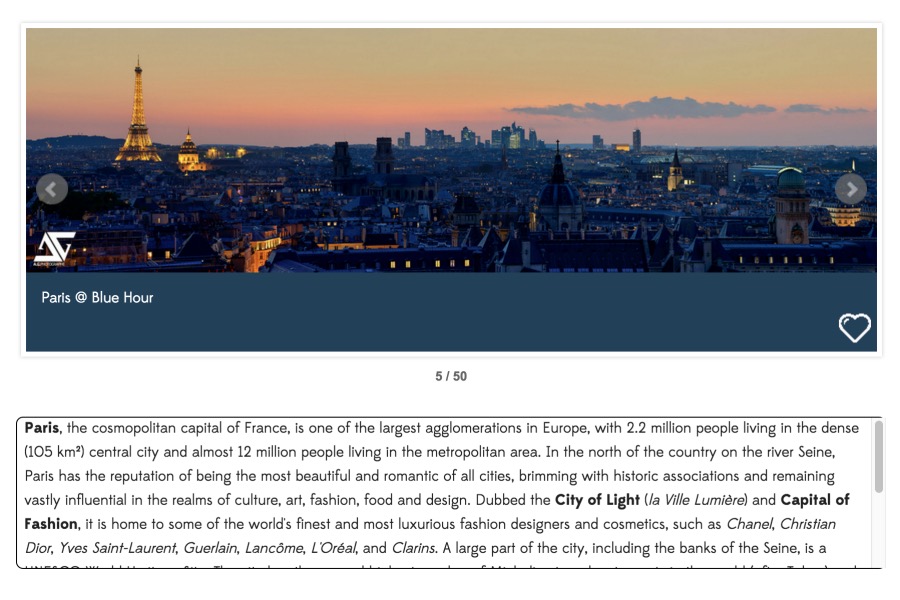 Paris @ Blue Hour
5 / 50
Paris, the cosmopolitan capital of France, is one of the largest agglomerations in Europe, with 2.2 million people living in the dense
(105 km²) central city and almost 12 million people living in the metropolitan area. In the north of the country on the river Seine,
Paris has the reputation of being the most beautiful and romantic of all cities, brimming with historic associations and remaining
vastly influential in the realms of culture, art, fashion, food and design. Dubbed the City of Light (la Ville Lumière) and Capital of
Fashion, it is home to some of the world's finest and most luxurious fashion designers and cosmetics, such as Chanel, Christian
Dior, Yves Saint-Laurent, Guerlain, Lancôme, L'Oréal, and Clarins. A large part of the city, including the banks of the Seine, is a